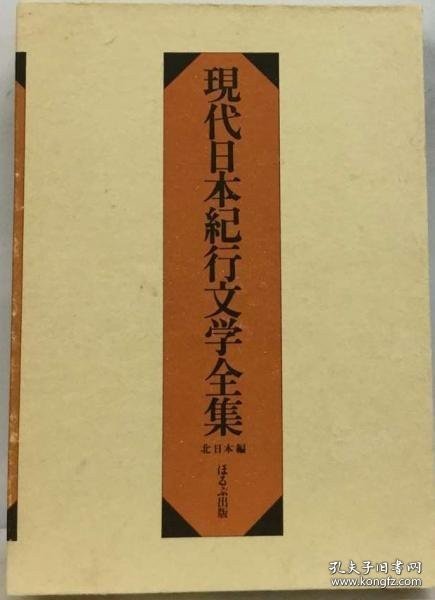 現代日本紀行文学全集
北日本編
ほるぷ出版
孔夫子旧书网
kongfz.com